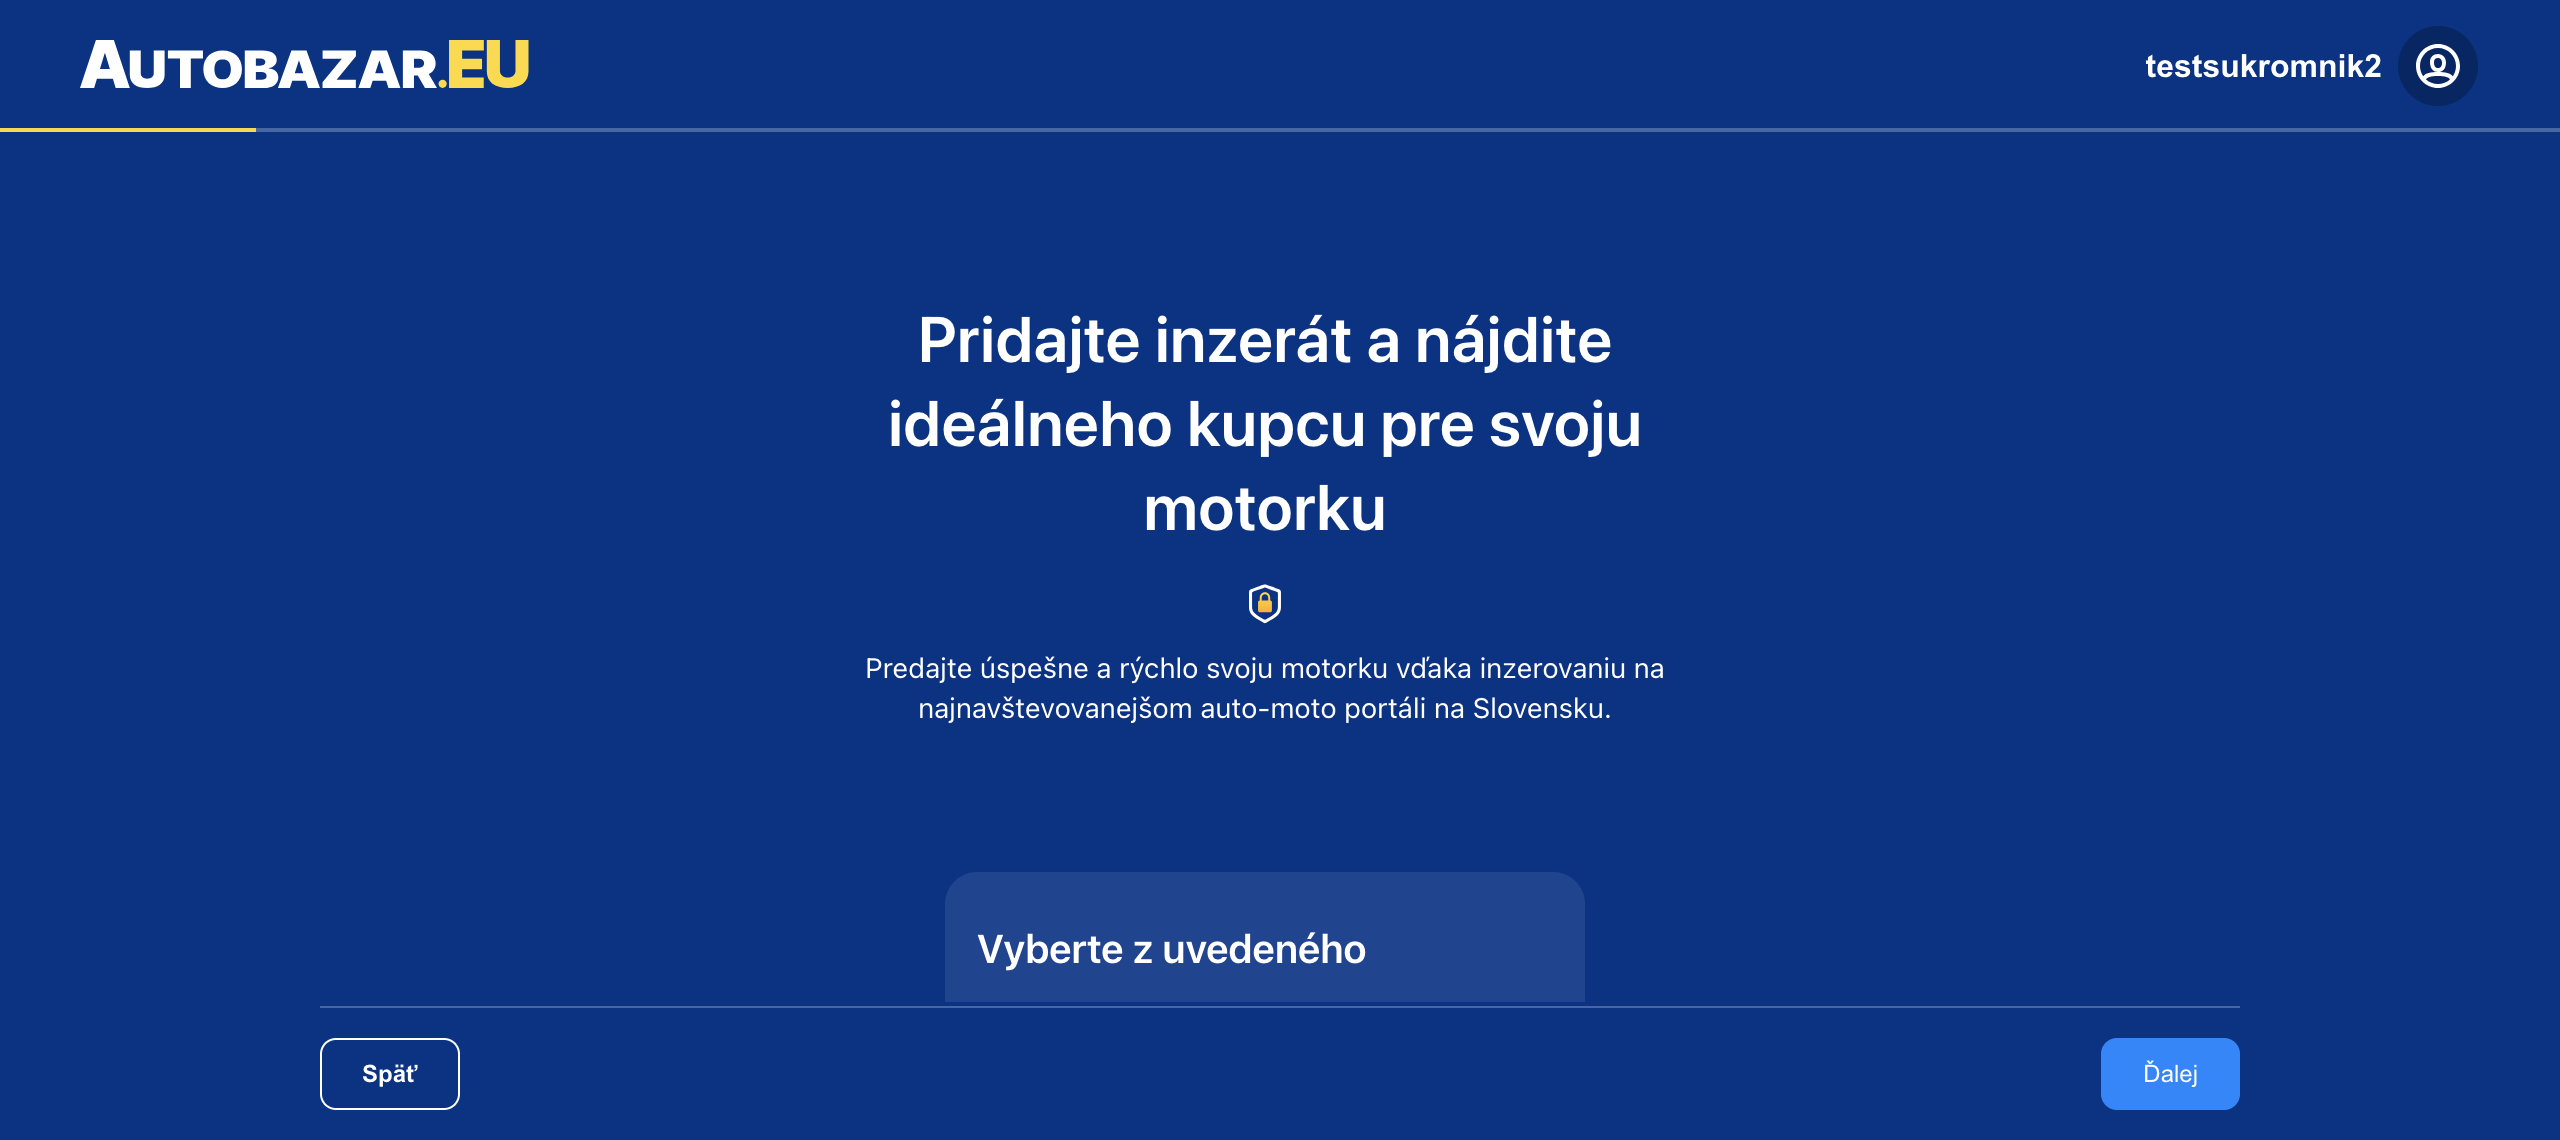 AUTOBAZAR.EU
testsukromnik2
Pridajte inzerát a nájdite
ideálneho kupcu pre svoju
motorku
Predajte úspešne a rýchlo svoju motorku vďaka inzerovaniu na
najnavštevovanejšom auto-moto portáli na Slovensku.
Vyberte z uvedeného
Späť
Ďalej